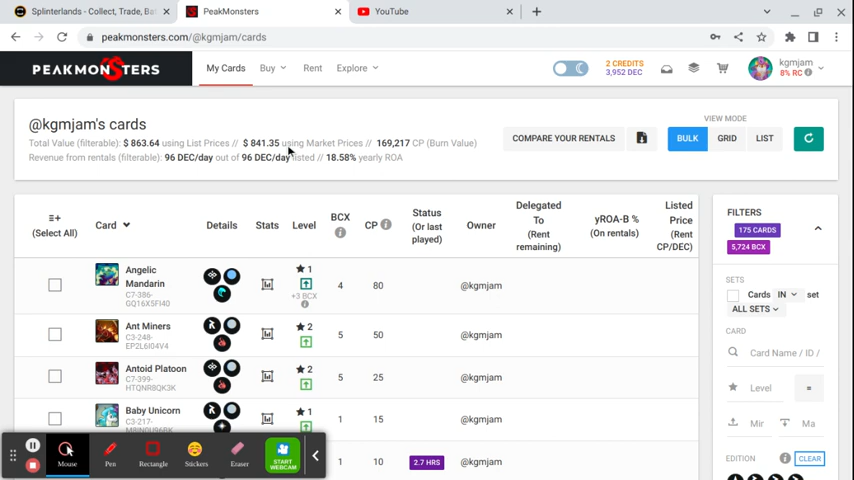 Splinterlands - Collect, Trade, Ba
PeakMonsters
YouTube
peakmonsters.com/@kgmjam/cards
PEAKMONSTERS
My Cards
Buy
Rent
Explore
2 CREDITS
3,952 DEC
kgmjam
8% RC
@kgmjam's cards
Total Value (filterable): $ 863.64 using List Prices // $ 841.35 using Market Prices // 169,217 CP (Burn Value)
Revenue from rentals (filterable): 96 DEC/day out of 96 DEC/day listed // 18.58% yearly ROA
COMPARE YOUR RENTALS
VIEW MODE
BULK
GRID
LIST
(Select All)
Card
Details
Stats
Level
BCX
CP
Status
(Or last
played)
Owner
Delegated
To
(Rent
remaining)
yROA-B %
(On rentals)
Listed
Price
(Rent
CP/DEC)
Angelic
Mandarin
C7-386-
GQ16X5FI40
1
+3 BCX
4
80
@kgmjam
Ant Miners
C3-248-
EP2L6I04V4
2
5
50
@kgmjam
Antoid Platoon
C7-399-
HTQNR8QK3K
2
5
25
@kgmjam
Baby Unicorn
C3-217-
1
1
15
@kgmjam
1
10
2.7 HRS
@kgmjam
FILTERS
175 CARDS
5,724 BCX
SETS
Cards IN set
ALL SETS
CARD
Card Name / ID /
Level
=
Mir
Ma
EDITION
CLEAR
Mouse
Pen
Rectangle
Stickers
Eraser
START
WEBCAM